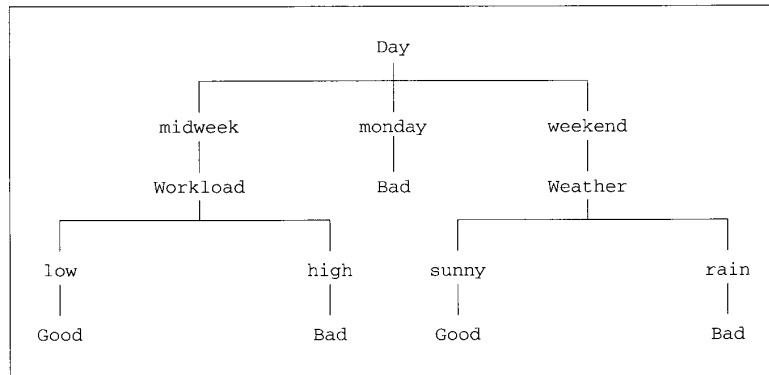 Day
midweek monday weekend
Workload Bad Weather
low high sunny rain
Good Bad Good Bad